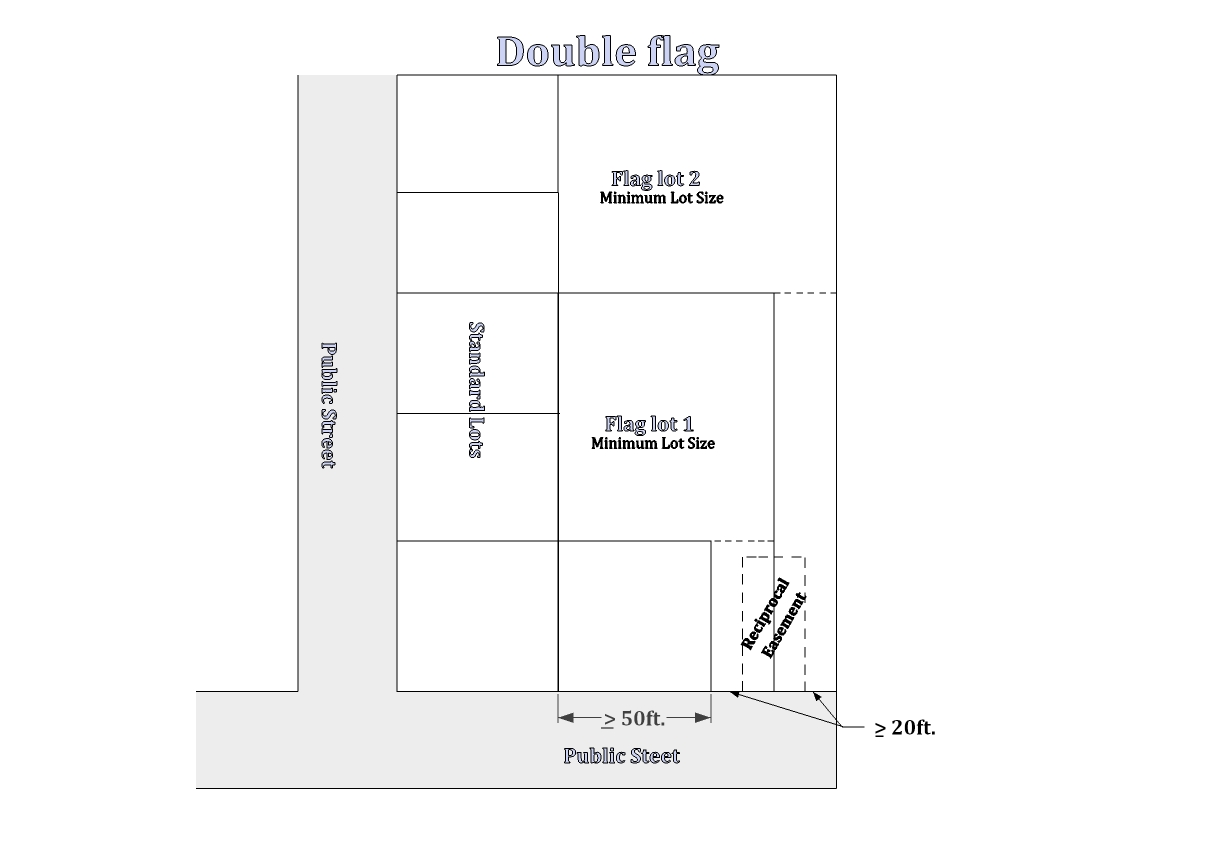 Double flag
Flag lot 2
Minimum Lot Size
Public Street
Standard Lots
Flag lot 1
Minimum Lot Size
Reciprocal
Easement
≥ 50ft.
≥ 20ft.
Public Steet